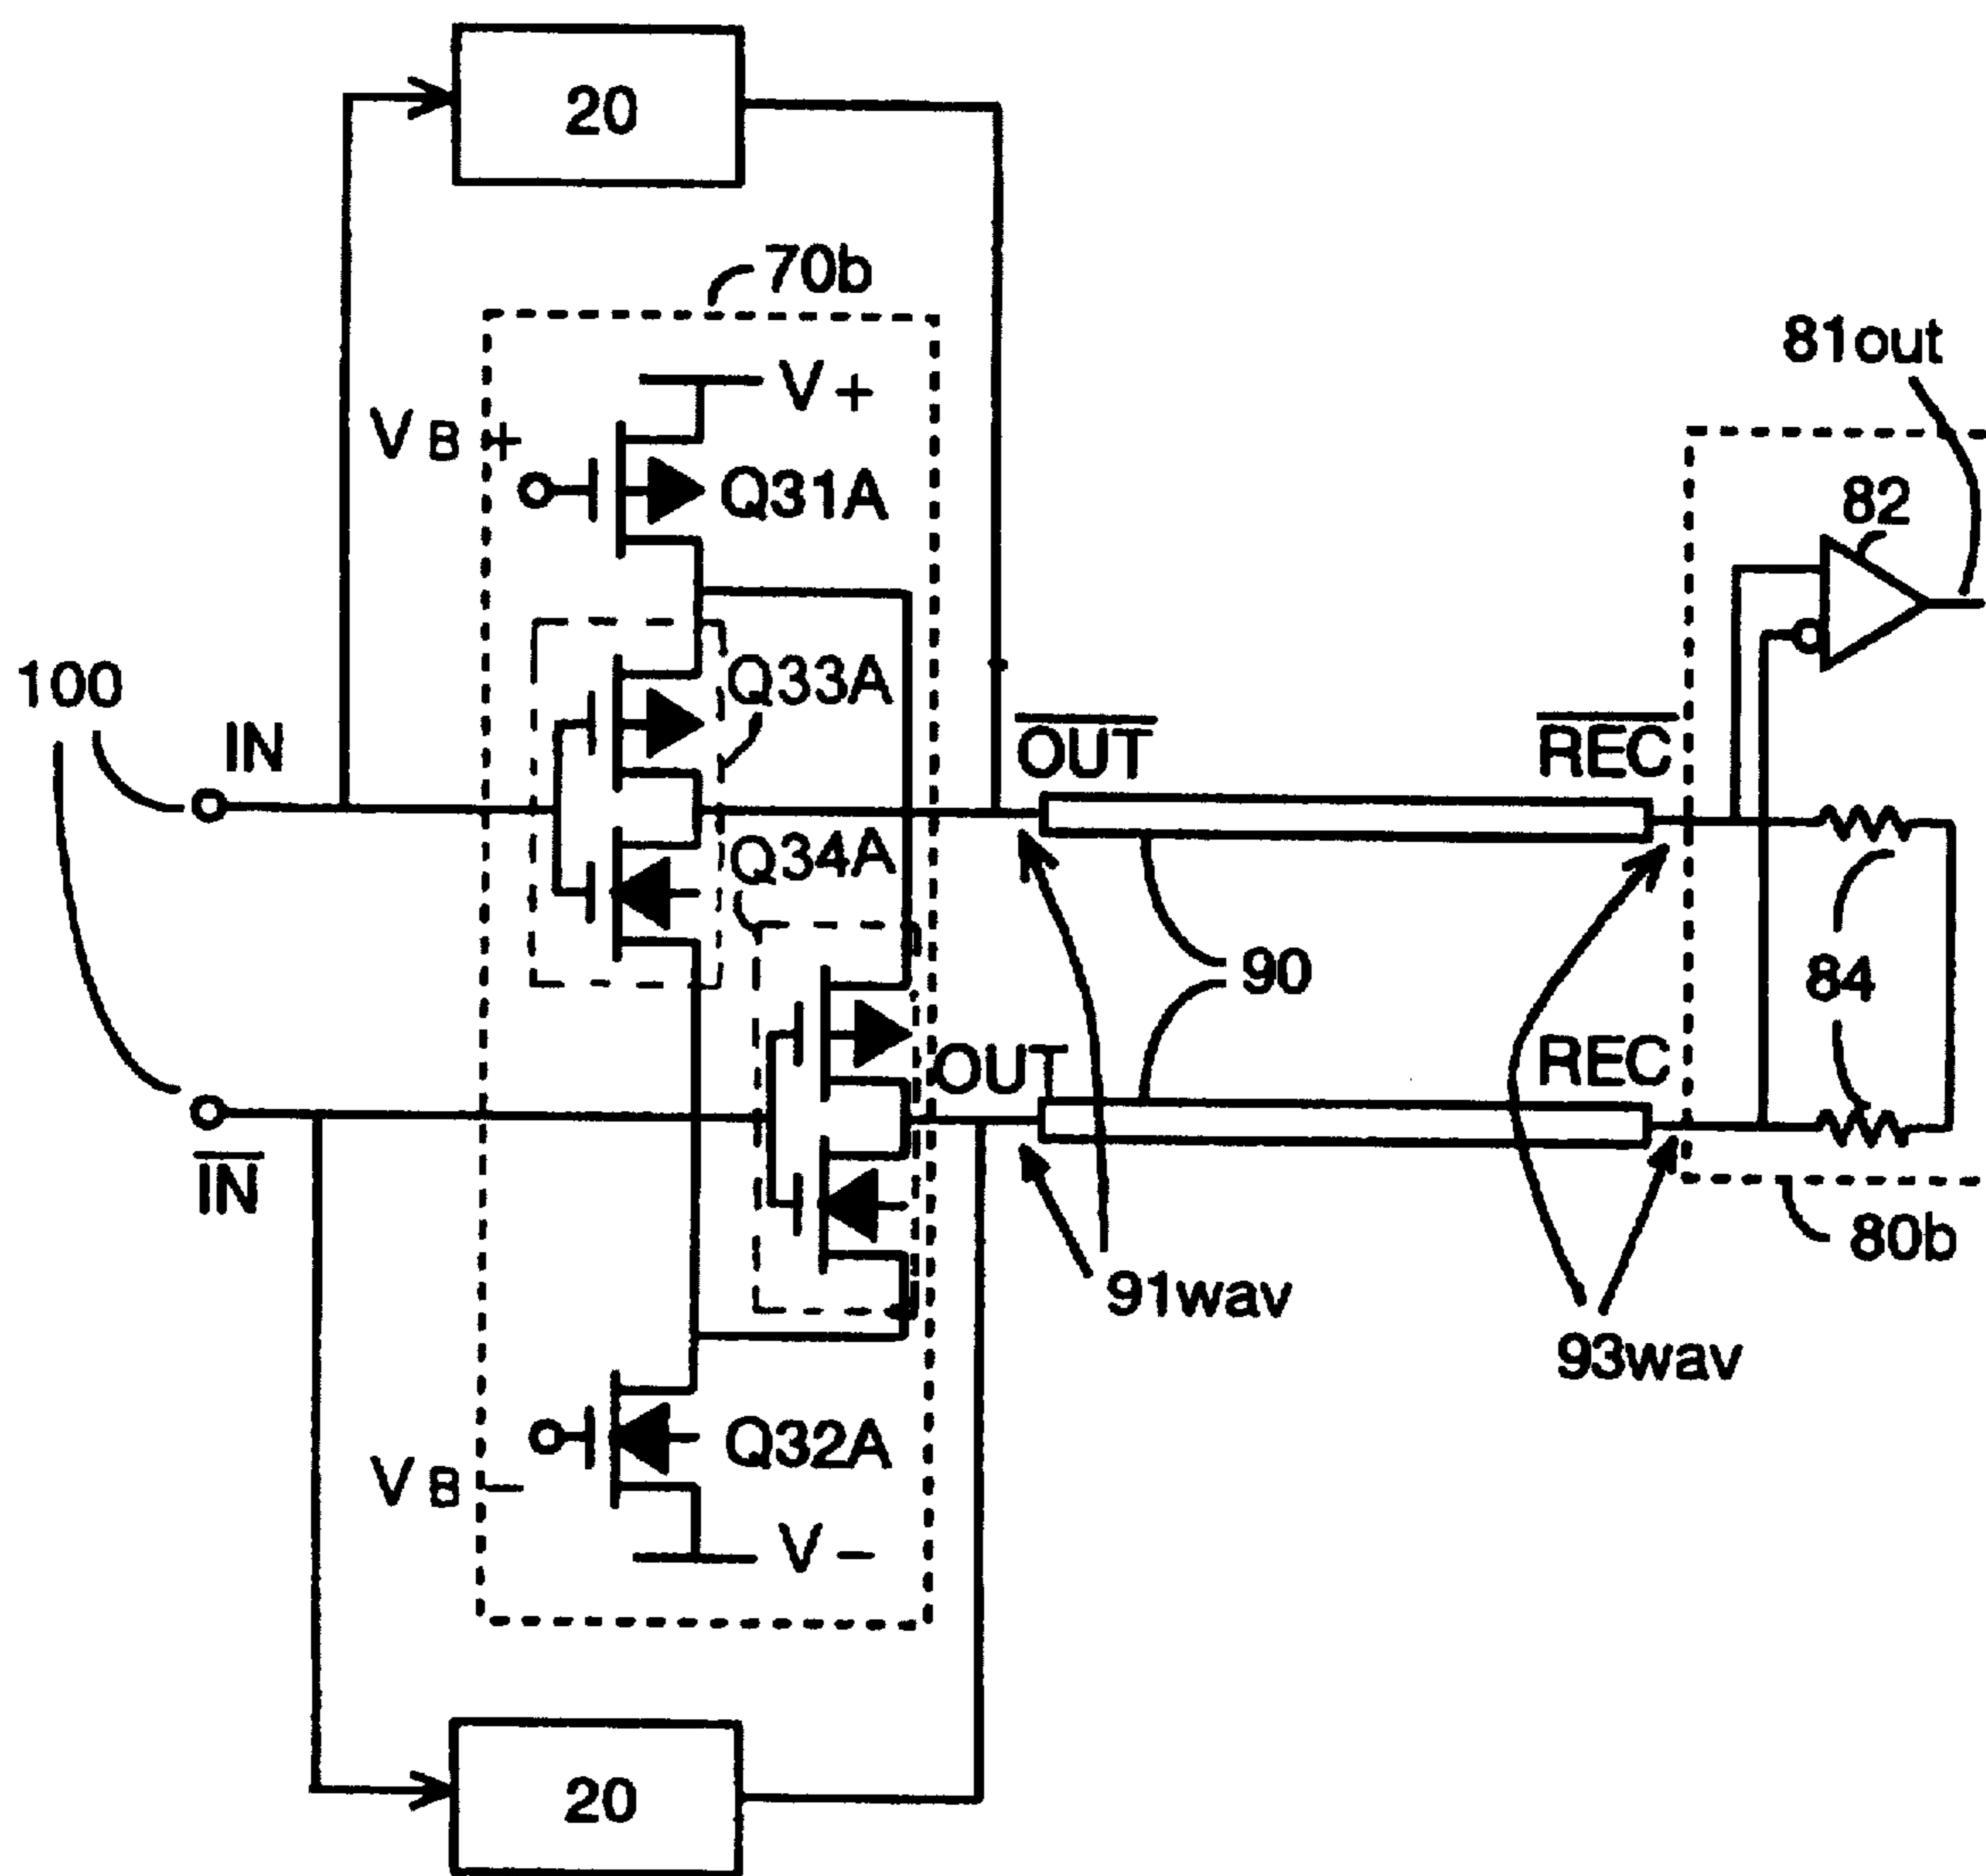 20
70b
V+
VB+
Q31A
81out
82
Q33A
100
IN
OUT
REC
Q34A
90
84
OUT
REC
IN
91wav
80b
93wav
Q32A
VB-
V-
20